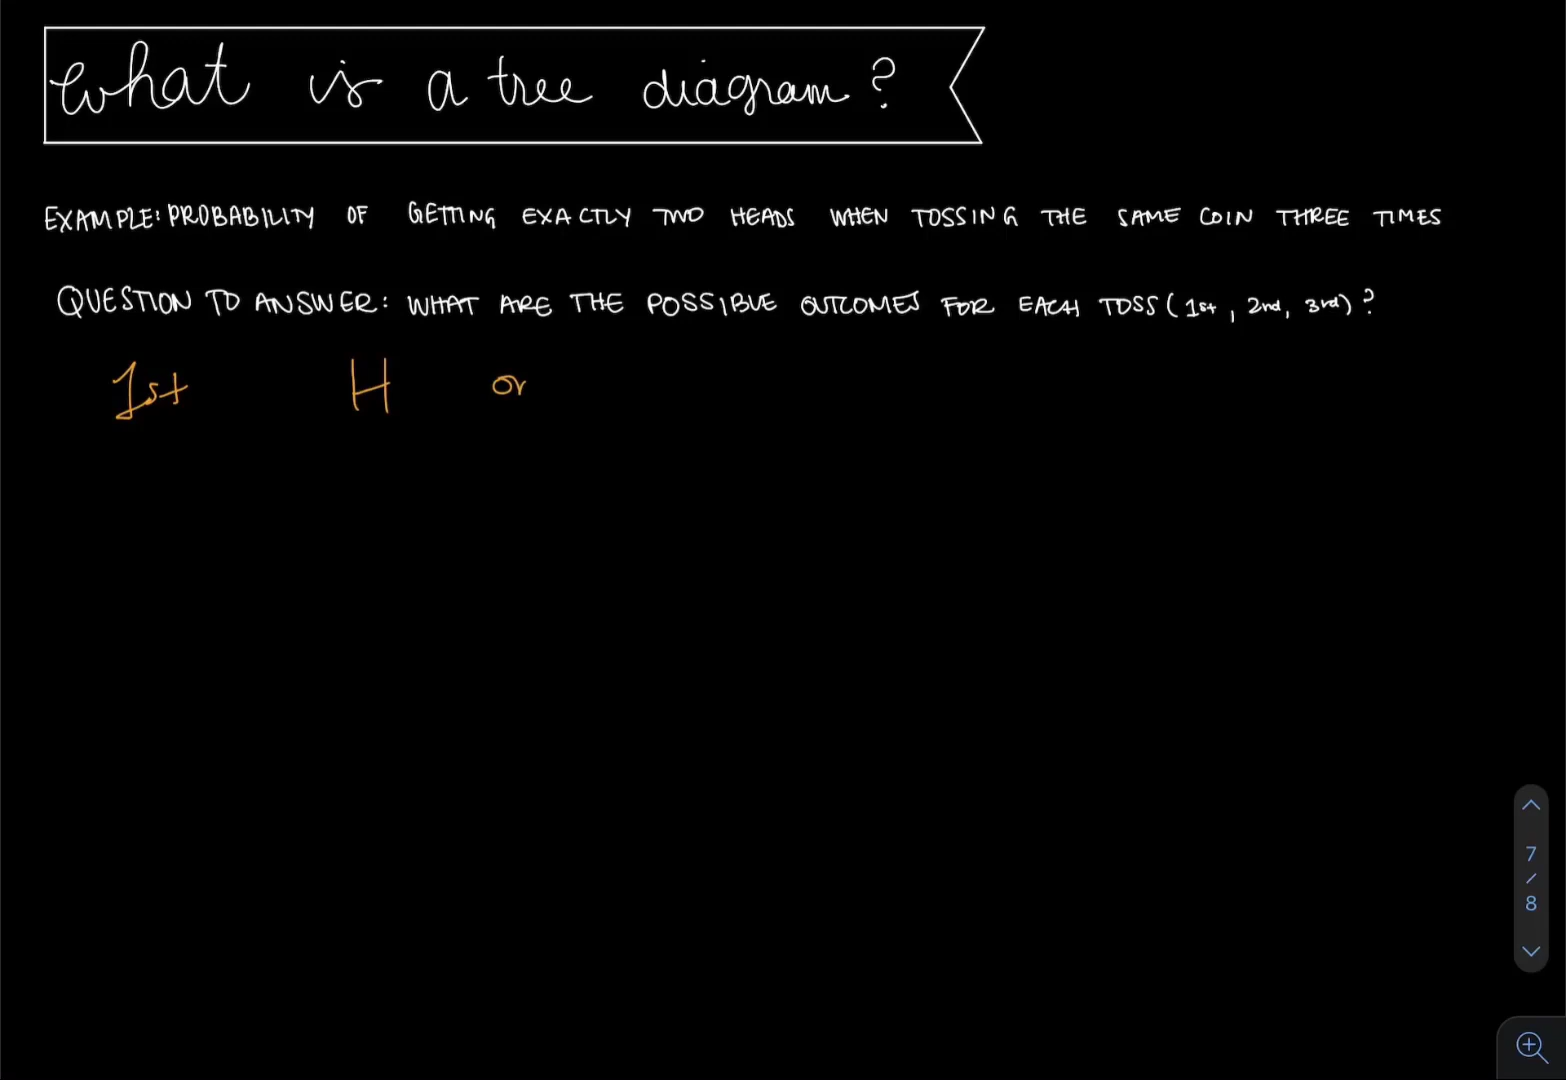 What is a tree diagram?
EXAMPLE: PROBABILITY OF GETTING EXACTLY TWO HEADS WHEN TOSSING THE SAME COIN THREE TIMES
QUESTION TO ANSWER: WHAT ARE THE POSSIBLE OUTCOMES FOR EACH TOSS (1st, 2nd, 3rd)?
1st H or
7
/
8